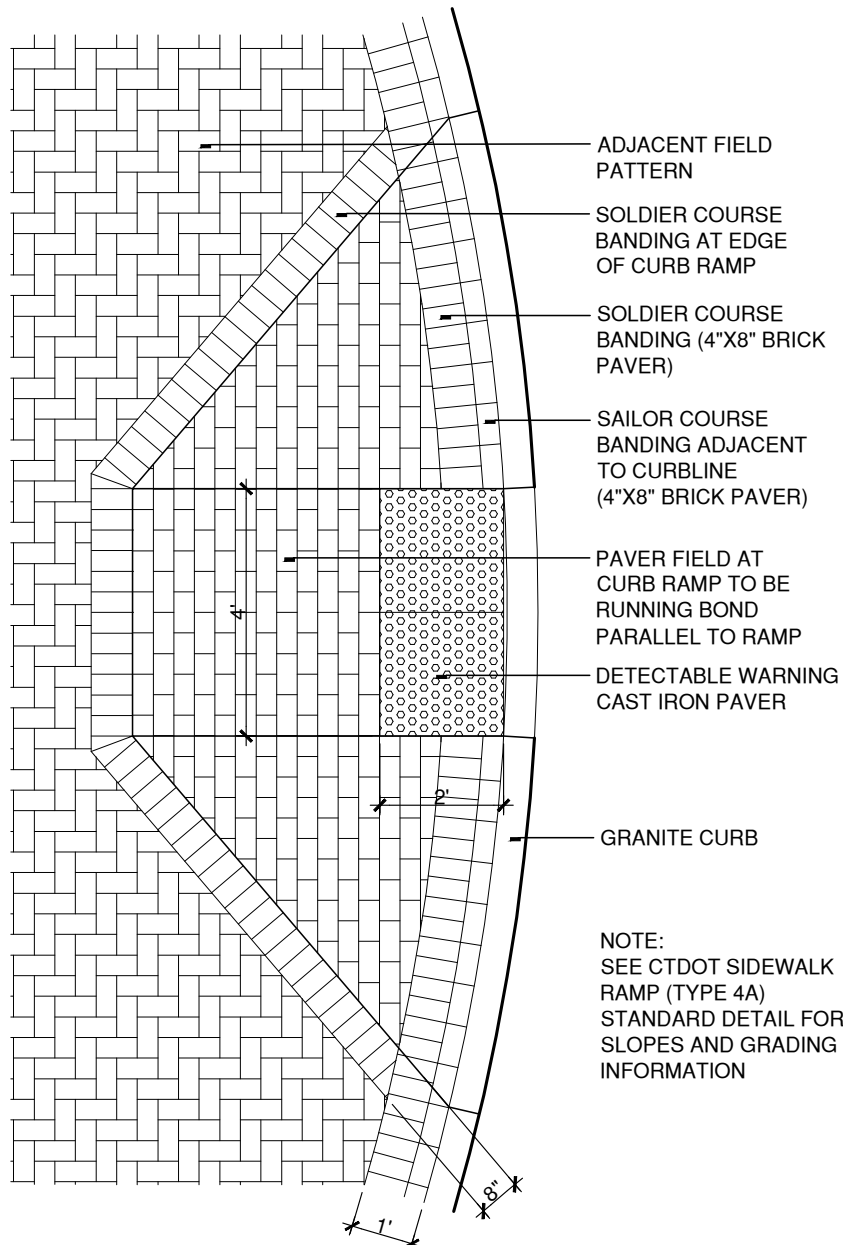 ADJACENT FIELD
PATTERN
SOLDIER COURSE
BANDING AT EDGE
OF CURB RAMP
SOLDIER COURSE
BANDING (4"X8" BRICK
PAVER)
SAILOR COURSE
BANDING ADJACENT
TO CURBLINE
(4"X8" BRICK PAVER)
PAVER FIELD AT
CURB RAMP TO BE
RUNNING BOND
PARALLEL TO RAMP
4'
DETECTABLE WARNING
CAST IRON PAVER
2'
GRANITE CURB
NOTE:
SEE CTDOT SIDEWALK
RAMP (TYPE 4A)
STANDARD DETAIL FOR
SLOPES AND GRADING
INFORMATION
8"
1'